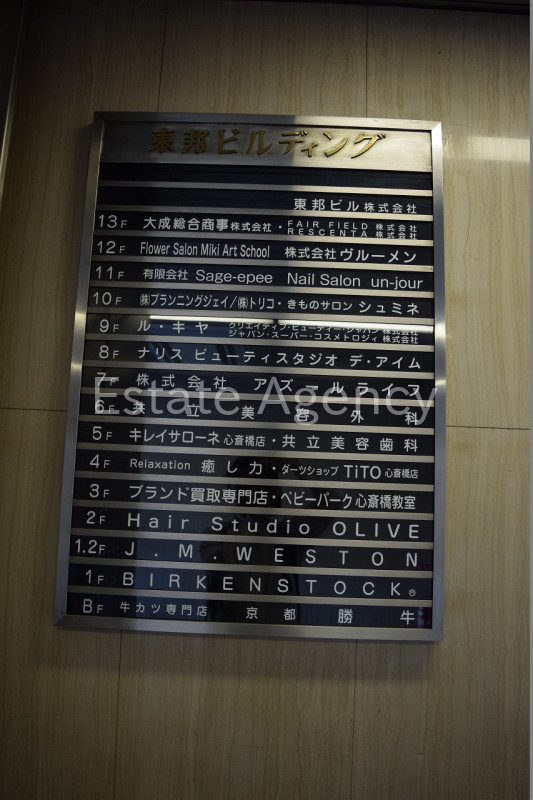 東邦ビルディング
東邦ビル株式会社
13F 大成総合商事株式会社・FAIR FIELD 株式会社 RESCENTA 株式会社
12F Flower Salon Miki Art School 株式会社 ヴルーメン
11F 有限会社 Sage-epee Nail Salon un-jour
10F ㈱プランニングジェイ/㈱トリコ・きものサロン シュミネ
9F ル・キヤ クリエイティブ・ビューティー・ジャパン 株式会社 ジャパン・スーパー・コスメトロジィ 株式会社
8F ナリス ビューティスタジオ デ・アイム
7F 株式会社 アズールライフ
Estate Agency
6F 共立美容外科
5F キレイサローネ 心斎橋店・共立美容歯科
4F Relaxation 癒し力・ダーツショップ TiTO 心斎橋店
3F ブランド買取専門店・ベビーパーク心斎橋教室
2F Hair Studio OLIVE
1.2F J.M.WESTON
1F BIRKENSTOCK®
BF 牛カツ専門店 京都勝牛